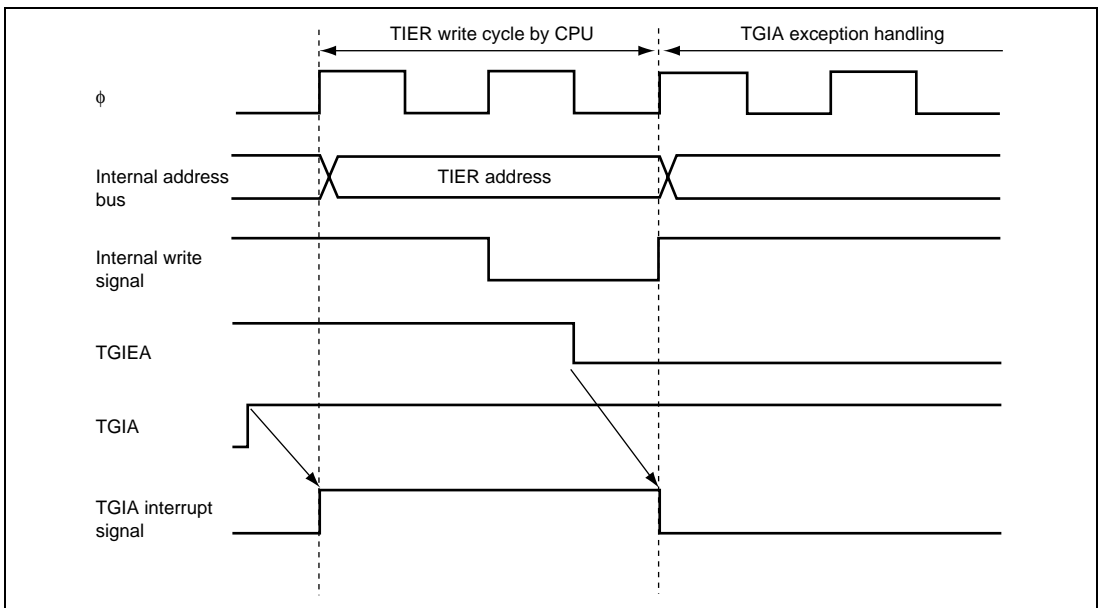 TIER write cycle by CPU
TGIA exception handling
ϕ
Internal address
bus
TIER address
Internal write
signal
TGIEA
TGIA
TGIA interrupt
signal